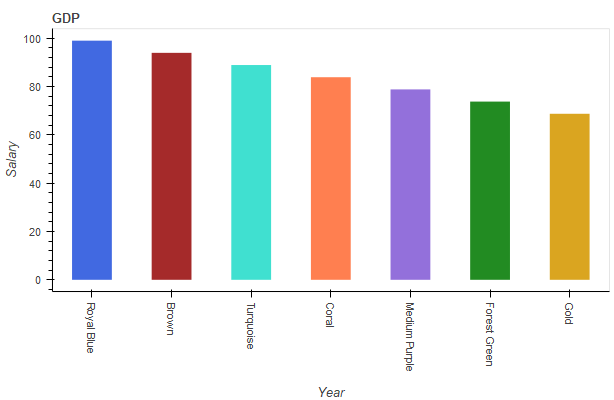 GDP
100
80
60
40
20
0
Salary
Royal Blue
Brown
Turquoise
Coral
Medium Purple
Forest Green
Gold
Year